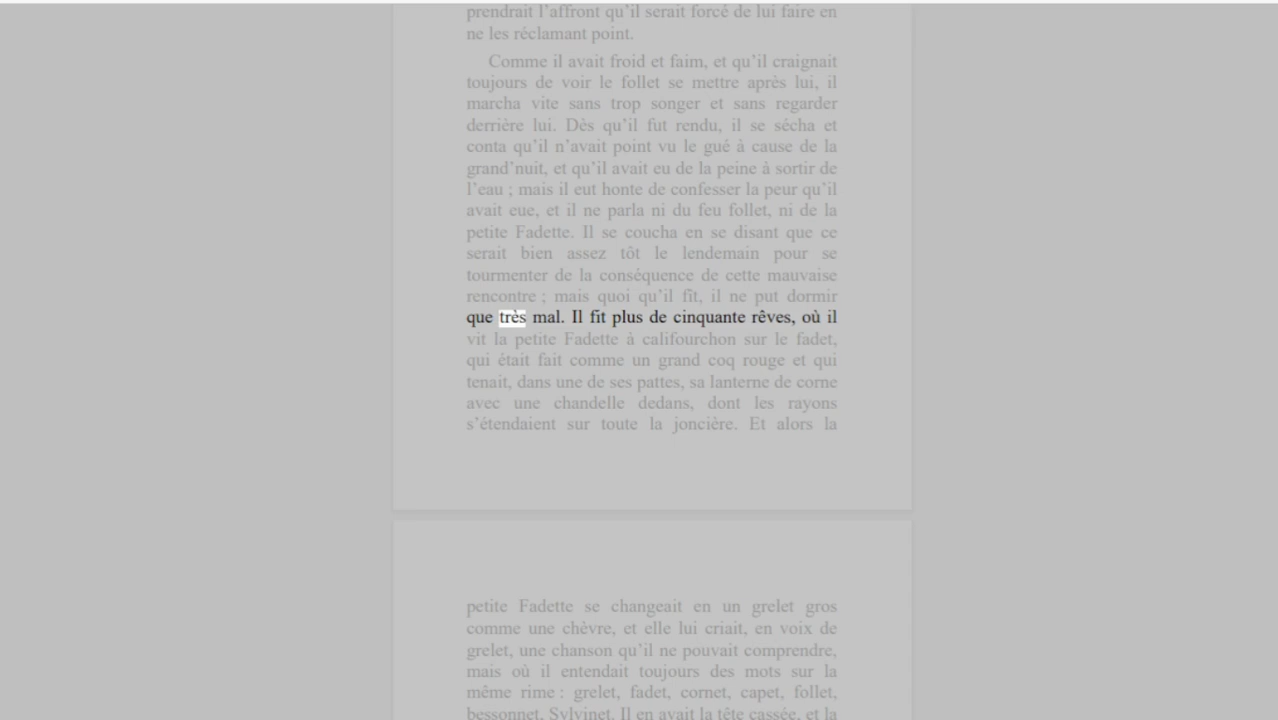 prendrait l’affront qu’il serait forcé de lui faire en
ne les réclamant point.
Comme il avait froid et faim, et qu’il craignait
toujours de voir le follet se mettre après lui, il
marcha vite sans trop songer et sans regarder
derrière lui. Dès qu’il fut rendu, il se sécha et
conta qu’il n’avait point vu le gué à cause de la
grand’nuit, et qu’il avait eu de la peine à sortir de
l’eau ; mais il eut honte de confesser la peur qu’il
avait eue, et il ne parla ni du feu follet, ni de la
petite Fadette. Il se coucha en se disant que ce
serait bien assez tôt le lendemain pour se
tourmenter de la conséquence de cette mauvaise
rencontre ; mais quoi qu’il fit, il ne put dormir
que très mal. Il fit plus de cinquante rêves, où il
vit la petite Fadette à califourchon sur le fadet,
qui était fait comme un grand coq rouge et qui
tenait, dans une de ses pattes, sa lanterne de corne
avec une chandelle dedans, dont les rayons
s’étendaient sur toute la joncière. Et alors la
petite Fadette se changeait en un grelet gros
comme une chèvre, et elle lui criait, en voix de
grelet, une chanson qu’il ne pouvait comprendre,
mais où il entendait toujours des mots sur la
même rime : grelet, fadet, cornet, capet, follet,
bessonnet, Sylvinet. Il en avait la tête cassée, et la